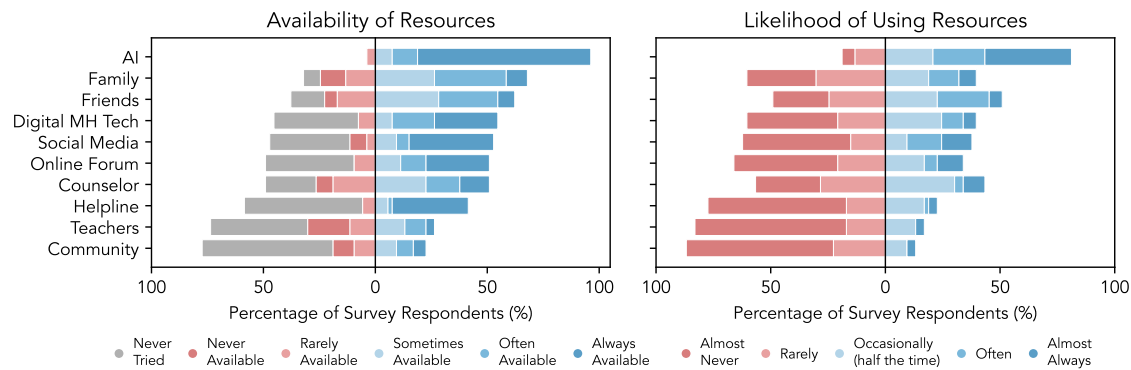 Availability of Resources
Likelihood of Using Resources
AI
Family
Friends
Digital MH Tech
Social Media
Online Forum
Counselor
Helpline
Teachers
Community
100 50 0 50 100
100 50 0 50 100
Percentage of Survey Respondents (%)
Percentage of Survey Respondents (%)
Never
Tried
Never
Available
Rarely
Available
Sometimes
Available
Often
Available
Always
Available
Almost
Never
Rarely
Occasionally
(half the time)
Often
Almost
Always